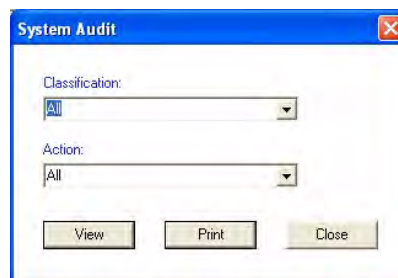 System Audit
Classification:
All
Action:
All
View Print Close